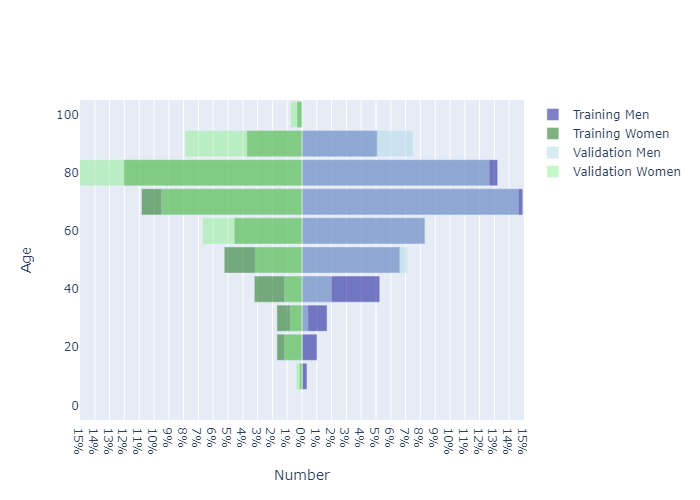 Training Men
Training Women
Validation Men
Validation Women
100
80
60
40
20
0
Age
15% 14% 13% 12% 11% 10% 9% 8% 7% 6% 5% 4% 3% 2% 1% 0% 1% 2% 3% 4% 5% 6% 7% 8% 9% 10% 11% 12% 13% 14% 15%
Number